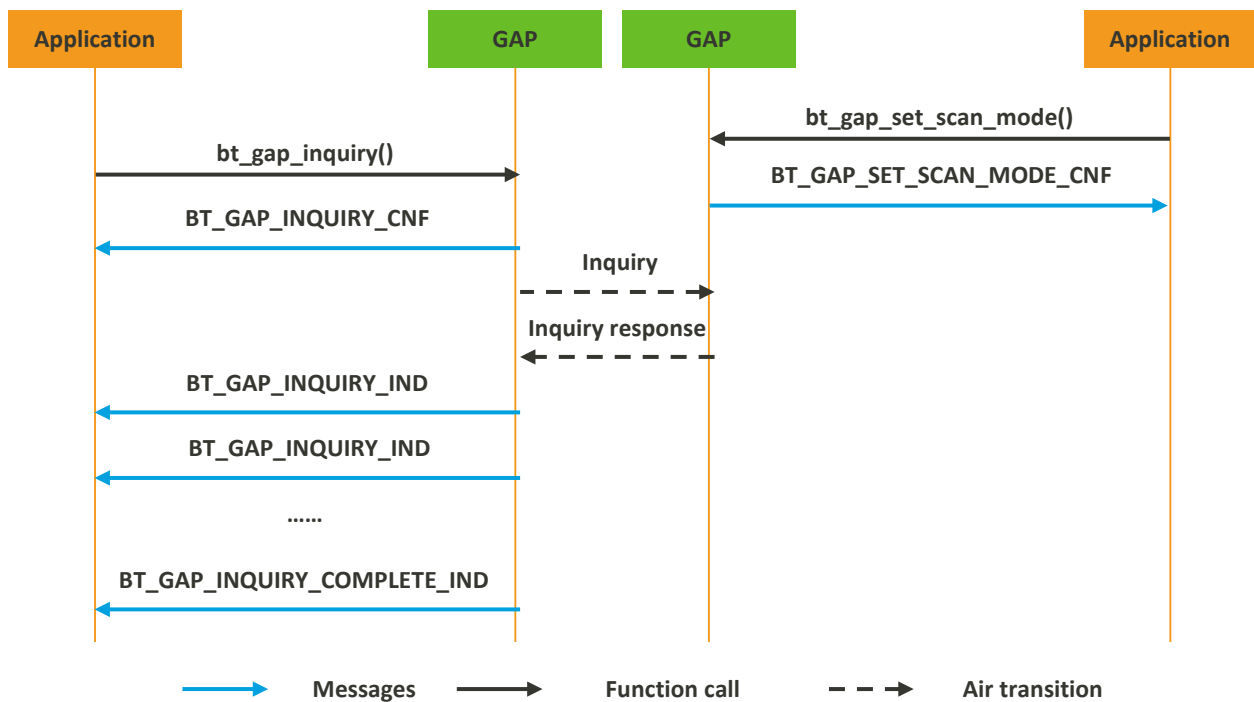 Application
GAP
GAP
Application
bt_gap_set_scan_mode()
bt_gap_inquiry()
BT_GAP_SET_SCAN_MODE_CNF
BT_GAP_INQUIRY_CNF
Inquiry
Inquiry response
BT_GAP_INQUIRY_IND
BT_GAP_INQUIRY_IND
......
BT_GAP_INQUIRY_COMPLETE_IND
Messages
Function call
Air transition